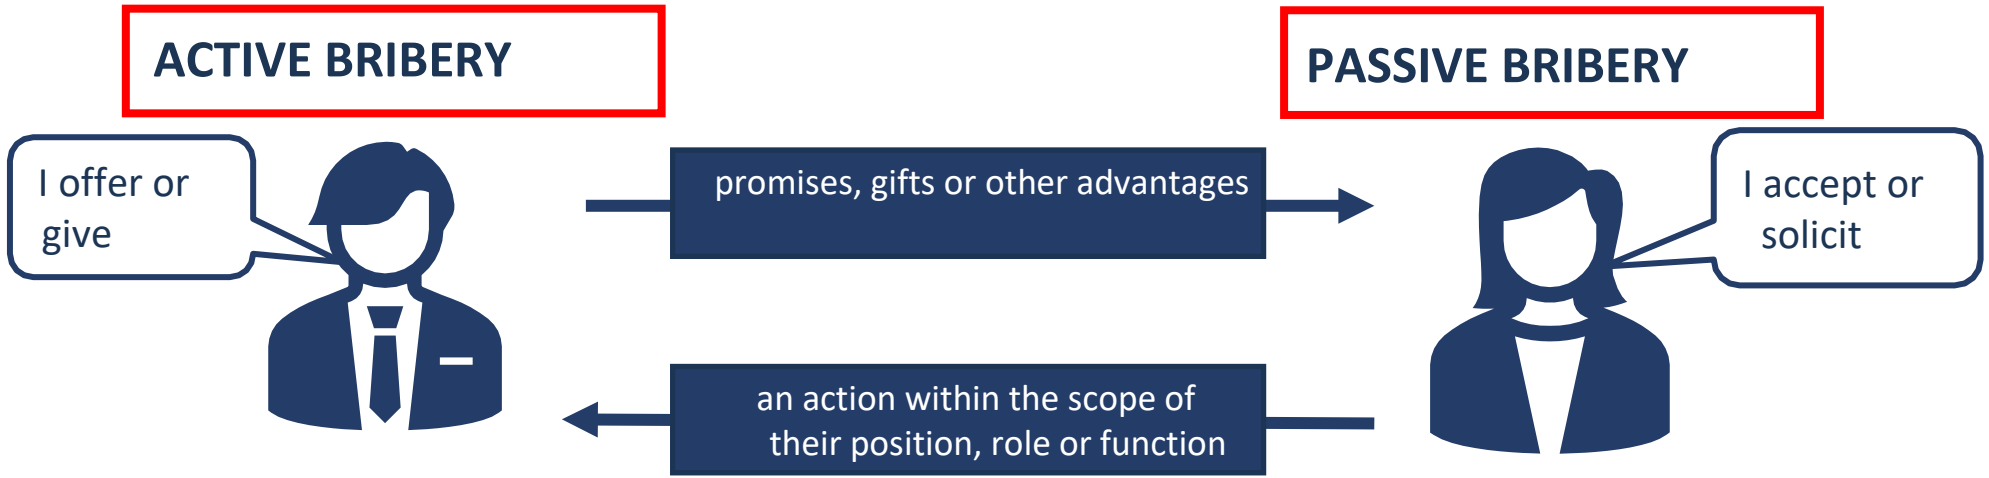 ACTIVE BRIBERY
PASSIVE BRIBERY
I offer or
give
promises, gifts or other advantages
I accept or
solicit
an action within the scope of
their position, role or function